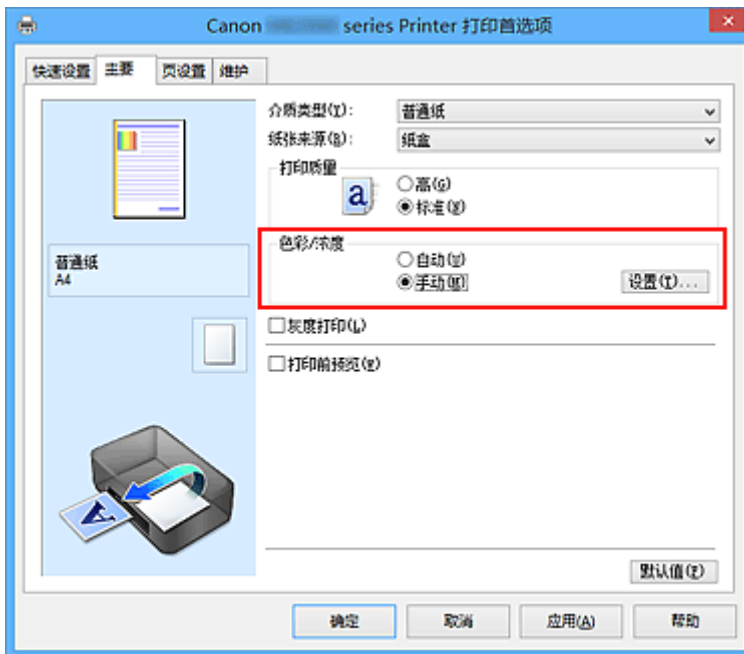 Canon series Printer 打印首选项
快速设置 主要 页设置 维护
介质类型(Y): 普通纸
纸张来源(R): 纸盒
打印质量
a
高(G)
标准(X)
色彩/浓度
自动(U)
手动(M) 设置(T)...
普通纸
A4
灰度打印(L)
打印前预览(W)
A
默认值(F)
确定 取消 应用(A) 帮助